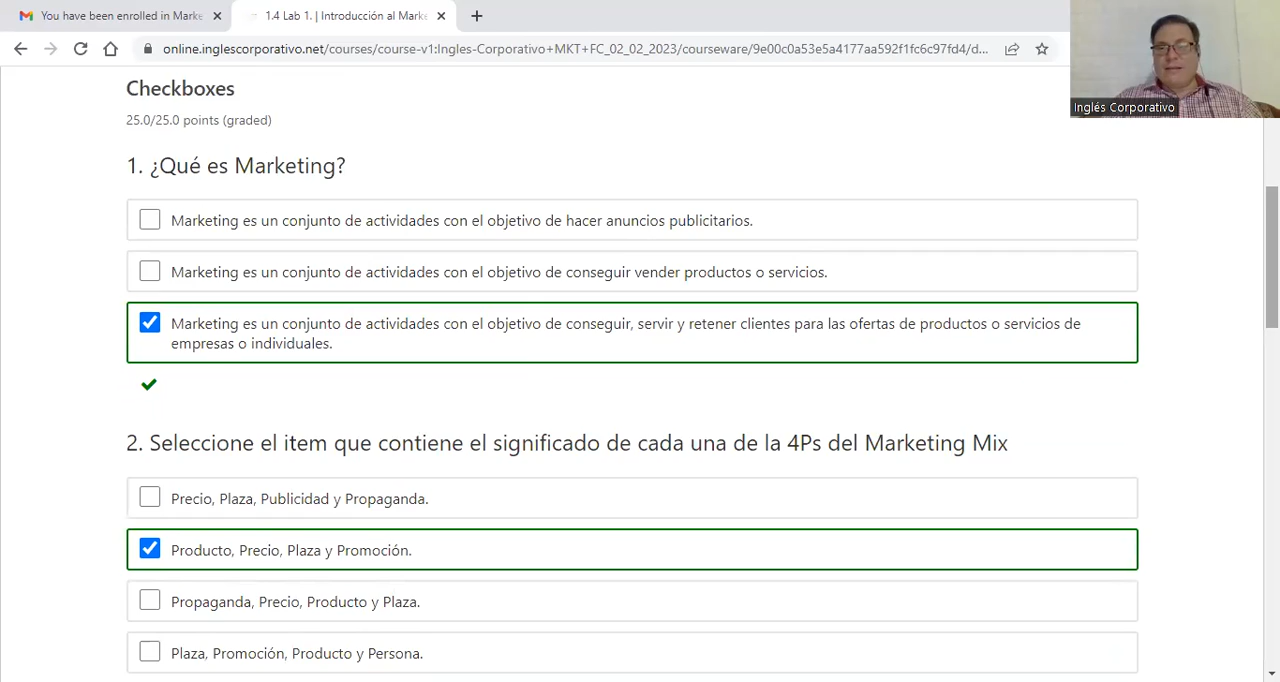 You have been enrolled in Marke
1.4 Lab 1. | Introducción al Marke
online.inglescorporativo.net/courses/course-v1:Ingles-Corporativo+MKT+FC_02_02_2023/courseware/9e00c0a53e5a4177aa592f1fc6c97fd4/d...
Inglés Corporativo
Checkboxes
25.0/25.0 points (graded)
1. ¿Qué es Marketing?
Marketing es un conjunto de actividades con el objetivo de hacer anuncios publicitarios.
Marketing es un conjunto de actividades con el objetivo de conseguir vender productos o servicios.
Marketing es un conjunto de actividades con el objetivo de conseguir, servir y retener clientes para las ofertas de productos o servicios de
empresas o individuales.
2. Seleccione el item que contiene el significado de cada una de la 4Ps del Marketing Mix
Precio, Plaza, Publicidad y Propaganda.
Producto, Precio, Plaza y Promoción.
Propaganda, Precio, Producto y Plaza.
Plaza, Promoción, Producto y Persona.